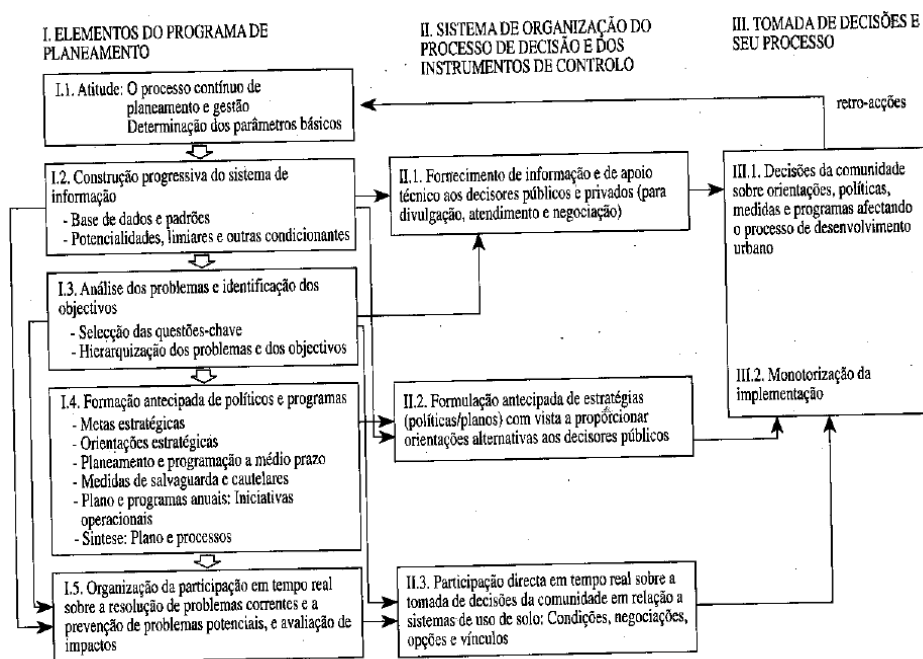 I. ELEMENTOS DO PROGRAMA DE
PLANEAMENTO
I.1. Atitude: O processo contínuo de
planeamento e gestão
Determinação dos parâmetros básicos
I.2. Construção progressiva do sistema de
informação
- Base de dados e padrões
- Potencialidades, limiares e outras condicionantes
I.3. Análise dos problemas e identificação dos
objectivos
- Selecção das questões-chave
- Hierarquização dos problemas e dos objectivos
I.4. Formação antecipada de políticos e programas
- Metas estratégicas
- Orientações estratégicas
- Planeamento e programação a médio prazo
- Medidas de salvaguarda e cautelares
- Plano e programas anuais: Iniciativas
operacionais
- Sintese: Plano e processos
I.5. Organização da participação em tempo real
sobre a resolução de problemas correntes e a
prevenção de problemas potenciais, e avaliação de
impactos
II. SISTEMA DE ORGANIZAÇÃO DO
PROCESSO DE DECISÃO E DOS
INSTRUMENTOS DE CONTROLO
II.1. Fornecimento de informação e de apoio
técnico aos decisores públicos e privados (para
divulgação, atendimento e negociação)
II.2. Formulação antecipada de estratégias
(políticas/planos) com vista a proporcionar
orientações alternativas aos decisores públicos
II.3. Participação directa em tempo real sobre a
tomada de decisões da comunidade em relação a
sistemas de uso de solo: Condições, negociações,
opções e vínculos
III. TOMADA DE DECISÕES E
SEU PROCESSO
retro-acções
III.1. Decisões da comunidade
sobre orientações, políticas,
medidas e programas afectando
o processo de desenvolvimento
urbano
III.2. Monotorização da
implementação